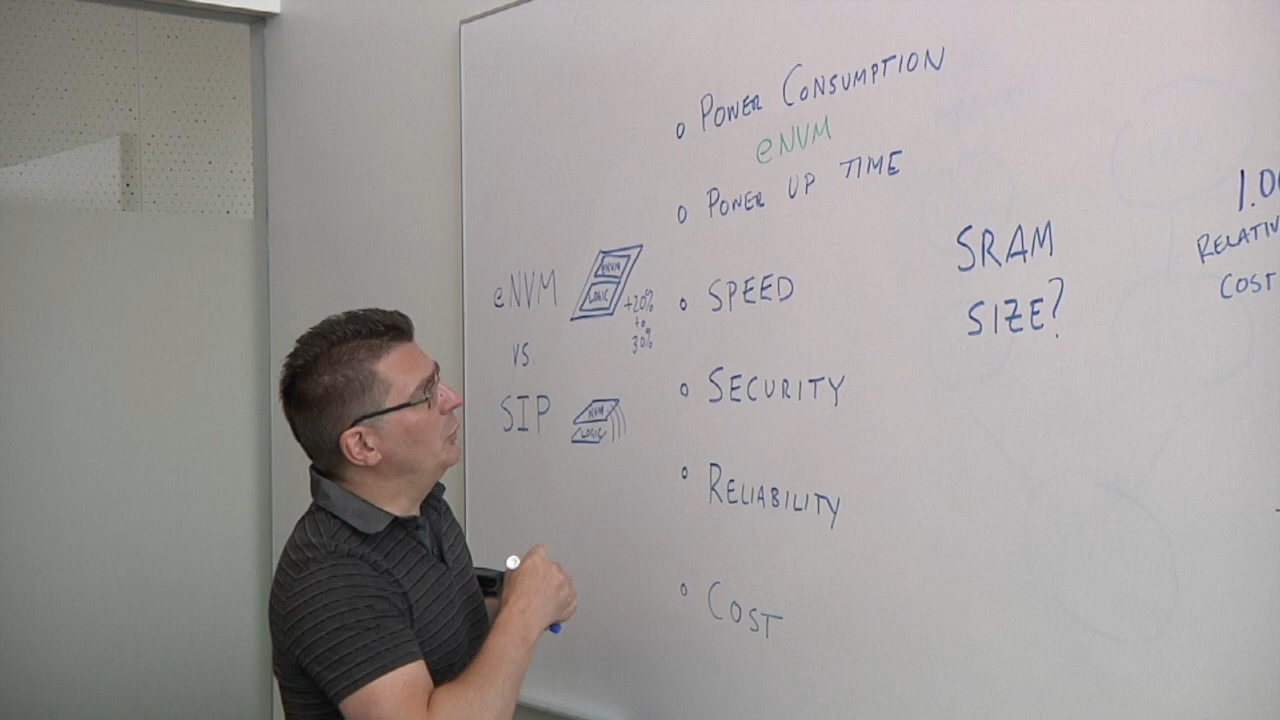 eNVM
eNVM
LOGIC
+20%
to
30%
VS.
SIP
NVM
LOGIC
o POWER CONSUMPTION
eNVM
o POWER UP TIME
o SPEED
o SECURITY
o RELIABILITY
o COST
SRAM
SIZE?
1.0
RELATIV
COST